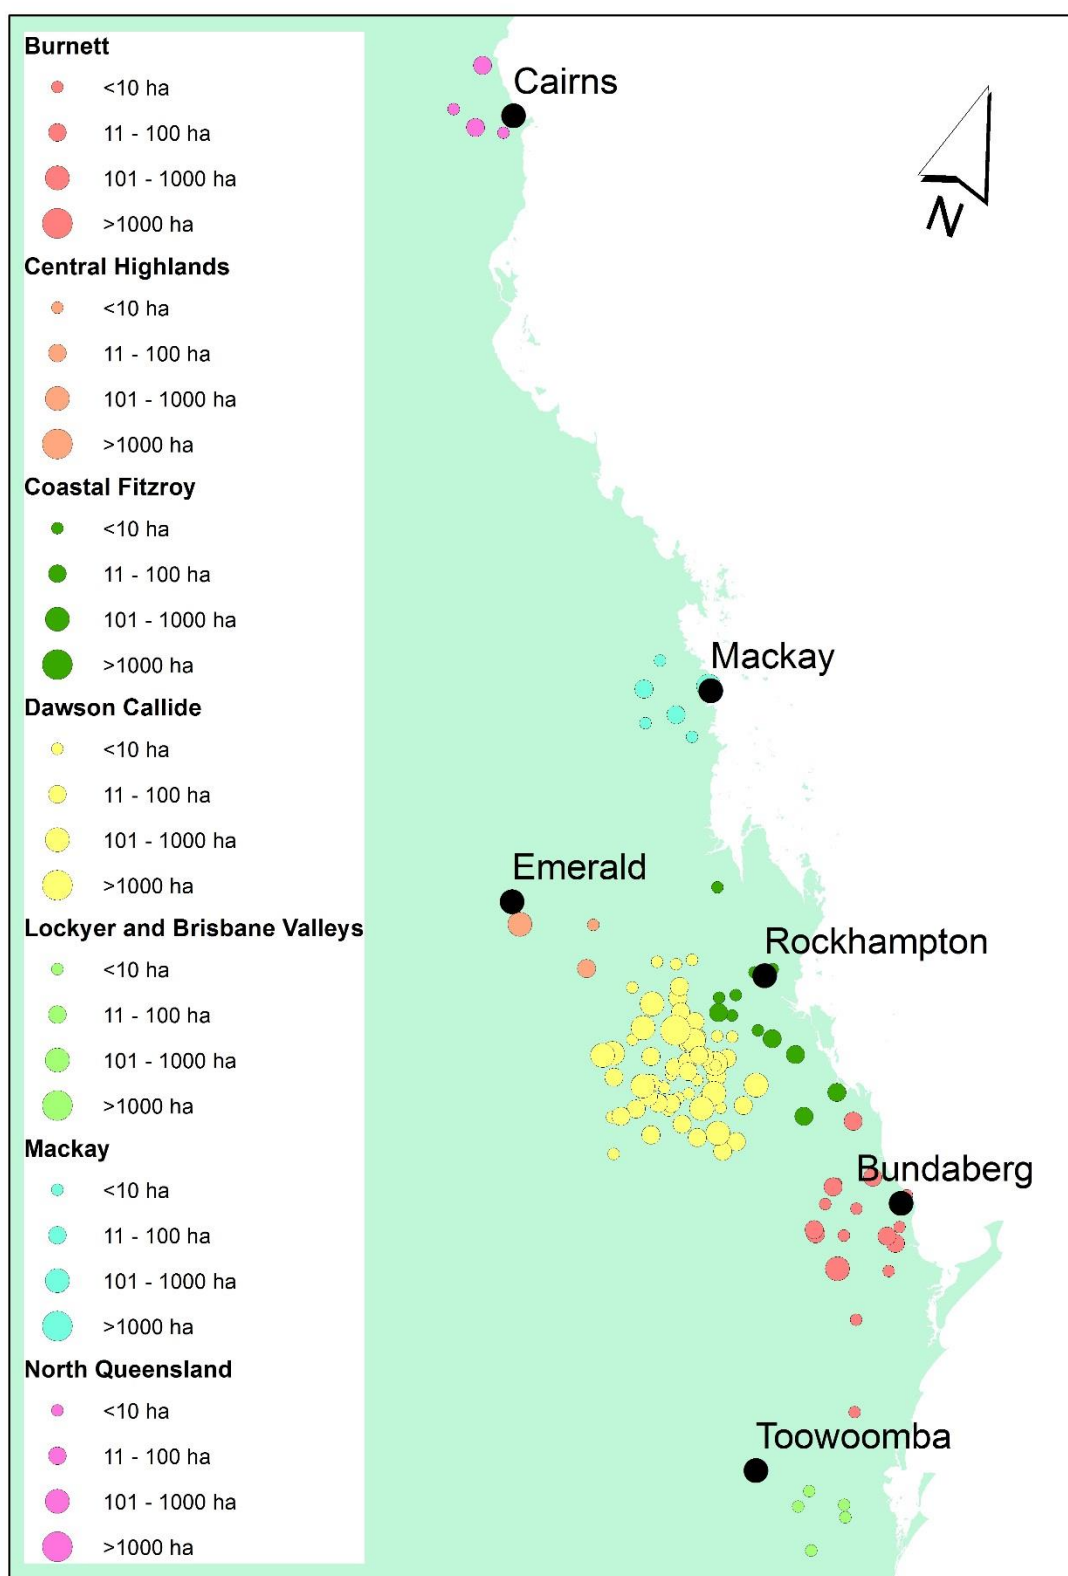 Burnett
<10 ha
11 - 100 ha
101 - 1000 ha
>1000 ha
Central Highlands
<10 ha
11 - 100 ha
101 - 1000 ha
>1000 ha
Coastal Fitzroy
<10 ha
11 - 100 ha
101 - 1000 ha
>1000 ha
Dawson Callide
<10 ha
11 - 100 ha
101 - 1000 ha
>1000 ha
Lockyer and Brisbane Valleys
<10 ha
11 - 100 ha
101 - 1000 ha
>1000 ha
Mackay
<10 ha
11 - 100 ha
101 - 1000 ha
>1000 ha
North Queensland
<10 ha
11 - 100 ha
101 - 1000 ha
>1000 ha
Cairns
N
Mackay
Emerald
Rockhampton
Bundaberg
Toowoomba